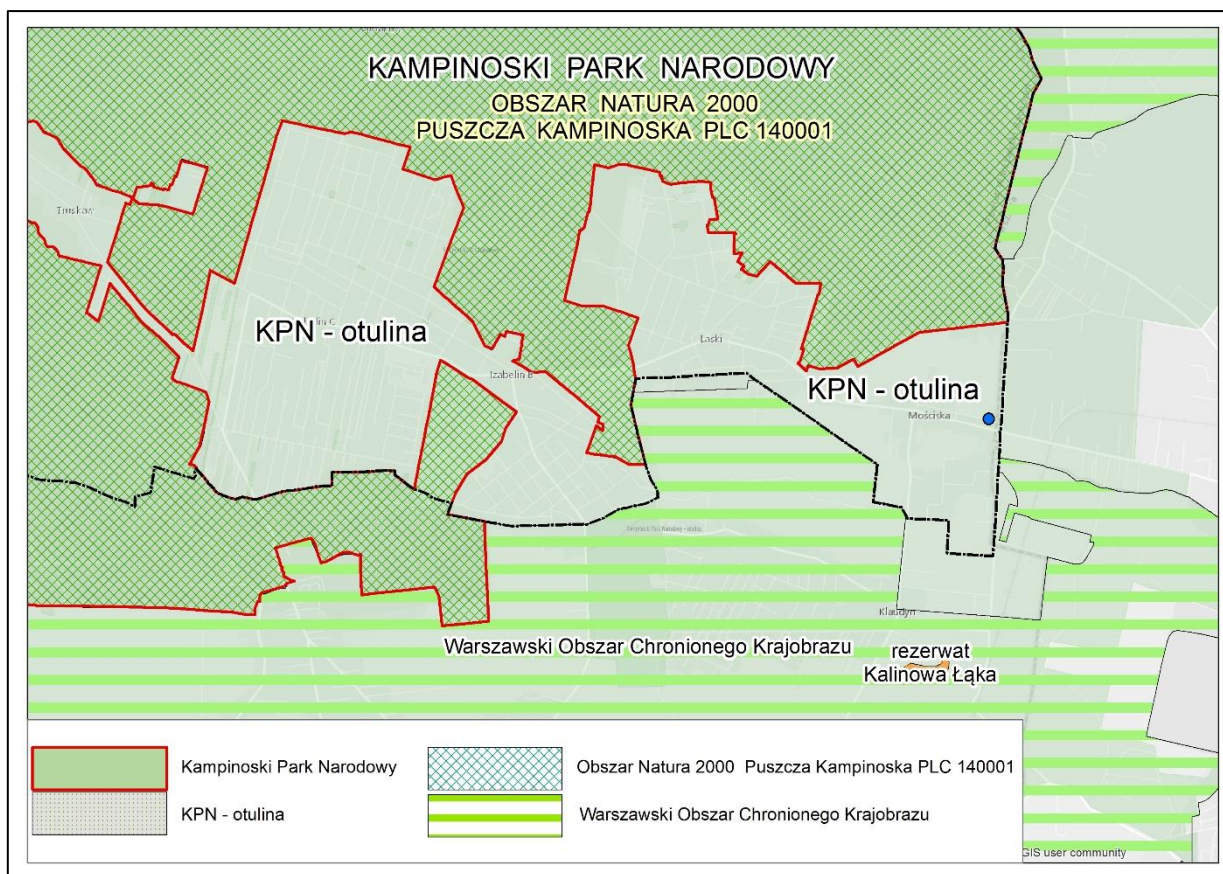 KAMPINOSKI PARK NARODOWY
OBSZAR NATURA 2000
PUSZCZA KAMPINOSKA PLC 140001
Truskaw
KPN - otulina
Izabelin B
Laski
KPN - otulina
Mościska
Klaudyn
Warszawski Obszar Chronionego Krajobrazu
rezerwat
Kalinowa Łąka
Kampinoski Park Narodowy
Obszar Natura 2000 Puszcza Kampinoska PLC 140001
KPN - otulina
Warszawski Obszar Chronionego Krajobrazu
GIS user community